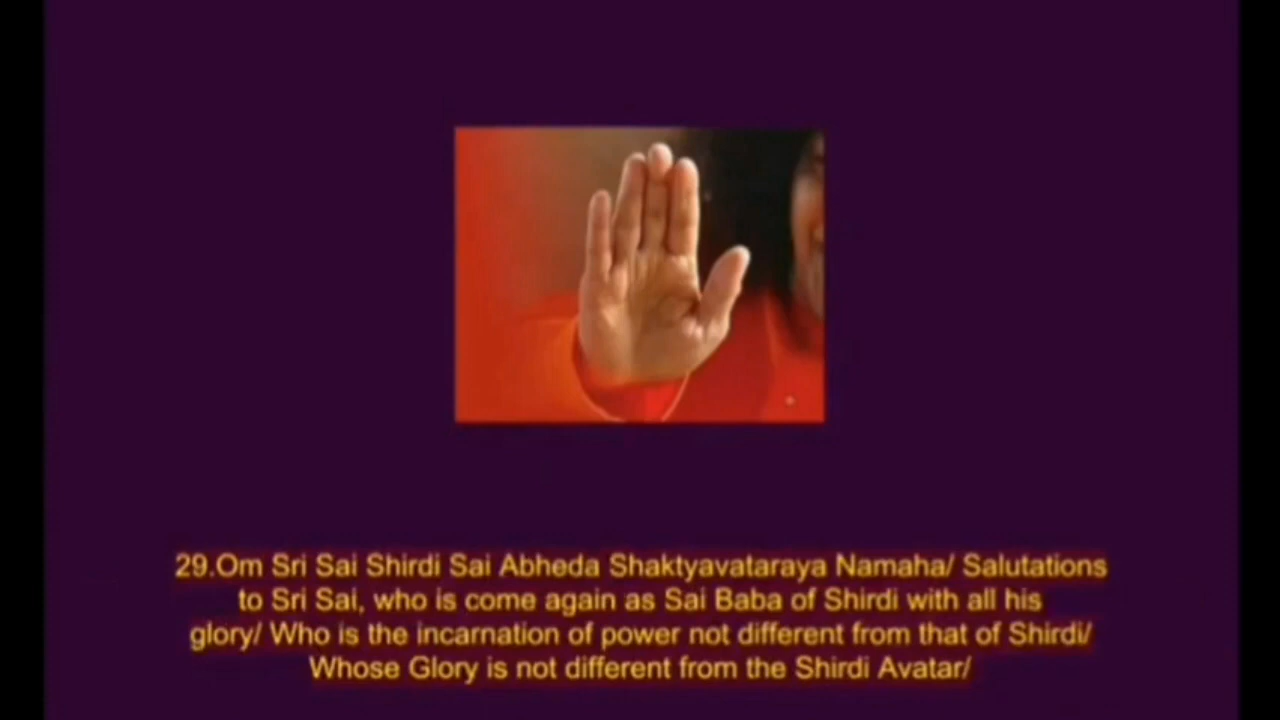 29.Om Sri Sai Shirdi Sai Abheda Shaktyavataraya Namaha/ Salutations
to Sri Sai, who is come again as Sai Baba of Shirdi with all his
glory/ Who is the incarnation of power not different from that of Shirdi/
Whose Glory is not different from the Shirdi Avatar/